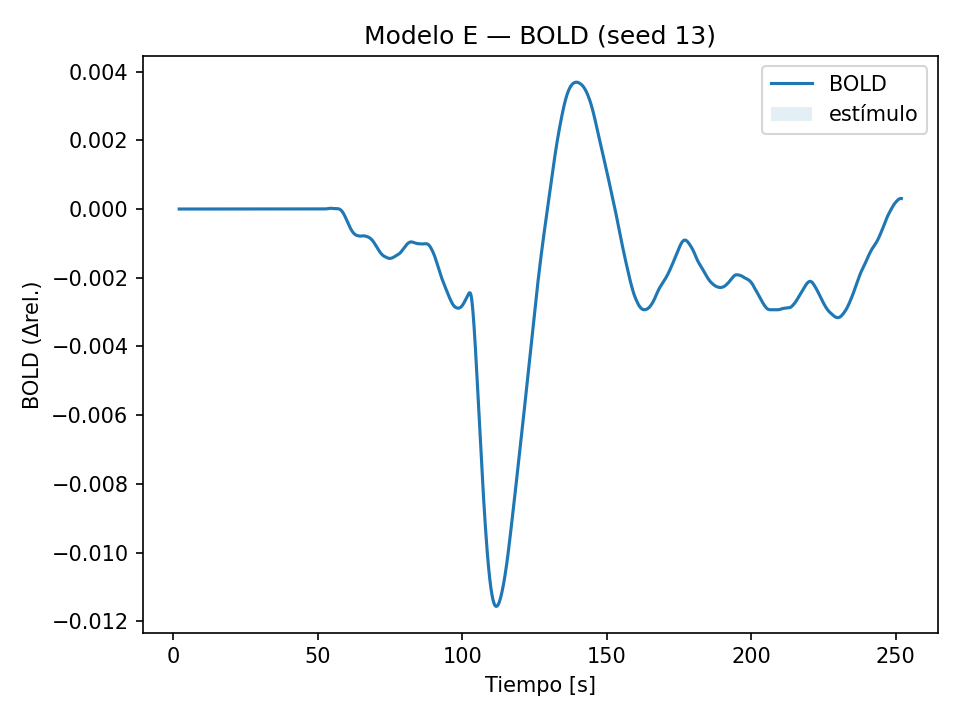 Modelo E — BOLD (seed 13)
BOLD
estímulo
0.004
0.002
0.000
−0.002
−0.004
−0.006
−0.008
−0.010
−0.012
BOLD (Δrel.)
0 50 100 150 200 250
Tiempo [s]